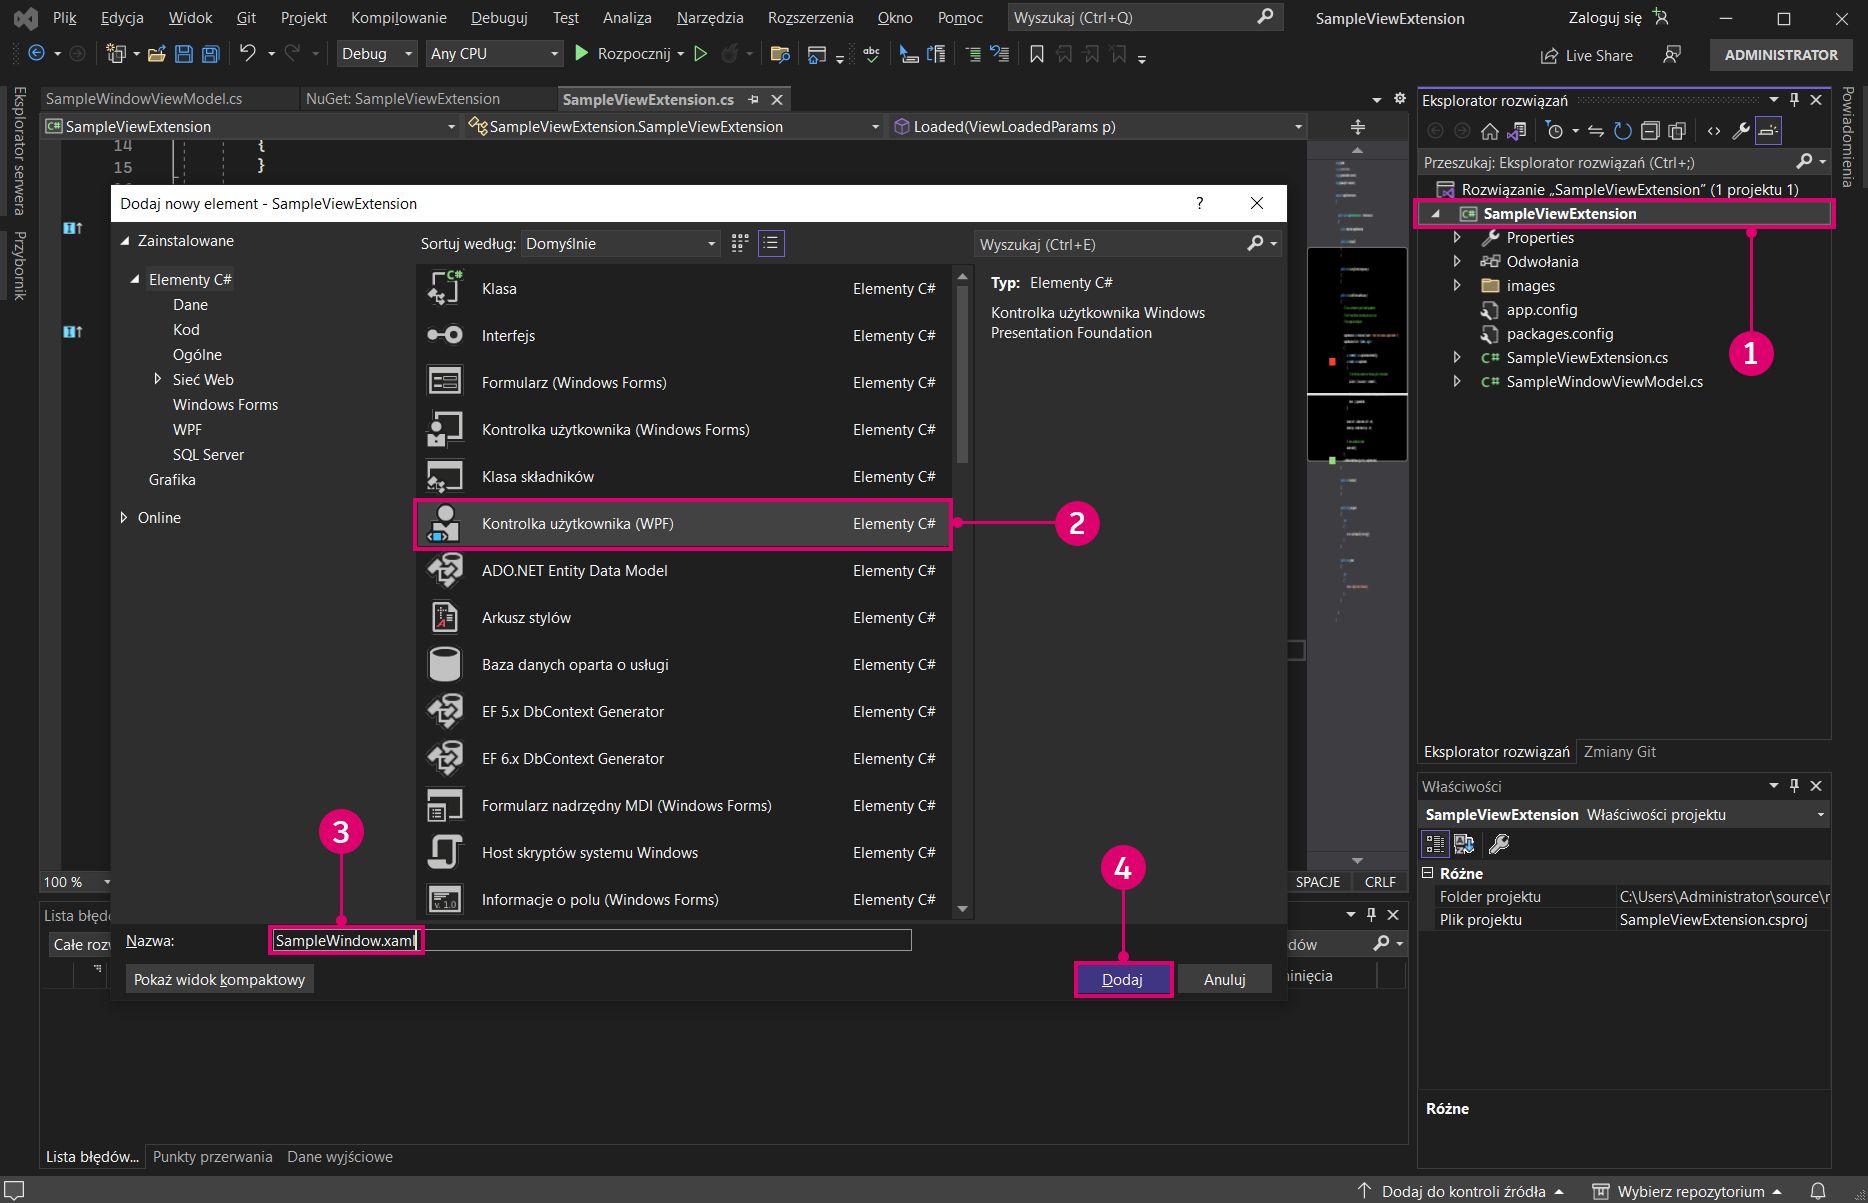 Plik Edycja Widok Git Projekt Kompilowanie Debuguj Test Analiza Narzędzia Rozszerzenia Okno Pomoc Wyszukaj (Ctrl+Q) SampleViewExtension Zaloguj się
Debug Any CPU Rozpocznij Live Share ADMINISTRATOR
Eksplorator serwera
Przybornik
SampleWindowViewModel.cs NuGet: SampleViewExtension SampleViewExtension.cs
SampleViewExtension SampleViewExtension.SampleViewExtension Loaded(ViewLoadedParams p)
14 {
15 }
Dodaj nowy element - SampleViewExtension ?
Zainstalowane
Elementy C#
Dane
Kod
Ogólne
Sieć Web
Windows Forms
WPF
SQL Server
Grafika
Online
Sortuj według: Domyślnie
Klasa Elementy C#
Interfejs Elementy C#
Formularz (Windows Forms) Elementy C#
Kontrolka użytkownika (Windows Forms) Elementy C#
Klasa składników Elementy C#
Kontrolka użytkownika (WPF) Elementy C#
2
ADO.NET Entity Data Model Elementy C#
Arkusz stylów Elementy C#
Baza danych oparta o usługi Elementy C#
EF 5.x DbContext Generator Elementy C#
EF 6.x DbContext Generator Elementy C#
Formularz nadrzędny MDI (Windows Forms) Elementy C#
Host skryptów systemu Windows Elementy C#
Informacje o polu (Windows Forms) Elementy C#
Wyszukaj (Ctrl+E)
Typ: Elementy C#
Kontrolka użytkownika Windows
Presentation Foundation
3
4
Nazwa: SampleWindow.xaml
Pokaż widok kompaktowy Dodaj Anuluj
100 % SPACJE CRLF
Lista błędó
Całe rozw dów
inięcia
Lista błędów... Punkty przerwania Dane wyjściowe
Eksplorator rozwiązań
Przeszukaj: Eksplorator rozwiązań (Ctrl+;)
Rozwiązanie „SampleViewExtension” (1 projektu 1)
SampleViewExtension
Properties
Odwołania
images
app.config
packages.config
SampleViewExtension.cs
SampleWindowViewModel.cs
1
Powiadomienia
Eksplorator rozwiązań Zmiany Git
Właściwości
SampleViewExtension Właściwości projektu
Różne
Folder projektu C:\Users\Administrator\source\r
Plik projektu SampleViewExtension.csproj
Różne
Dodaj do kontroli źródła Wybierz repozytorium